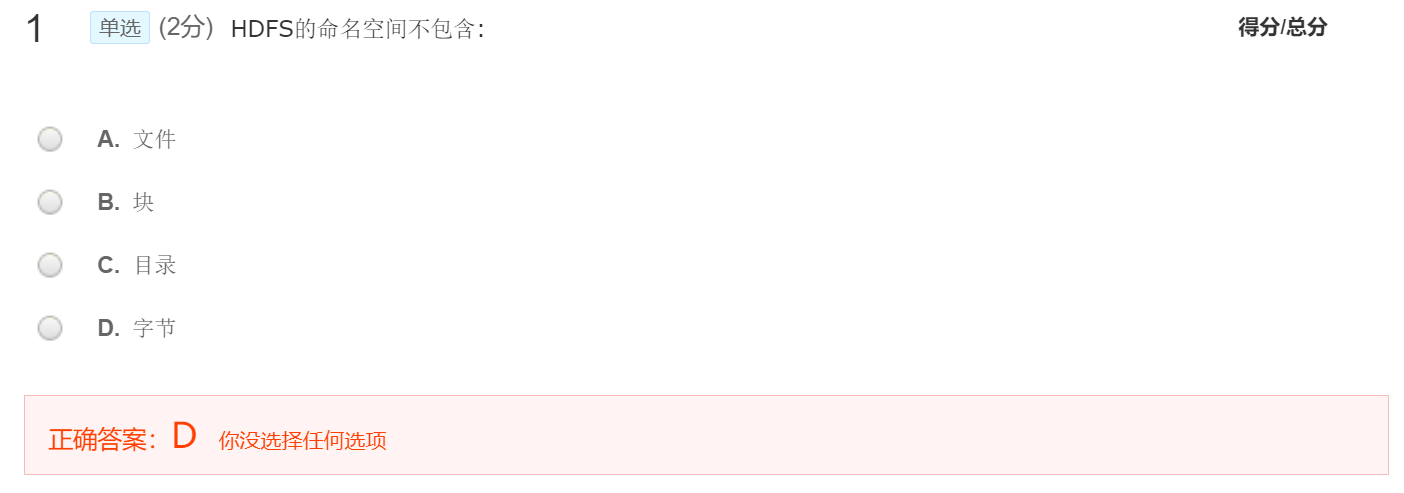 1 单选 (2分) HDFS的命名空间不包含: 得分/总分
A. 文件
B. 块
C. 目录
D. 字节
正确答案：D 你没选择任何选项